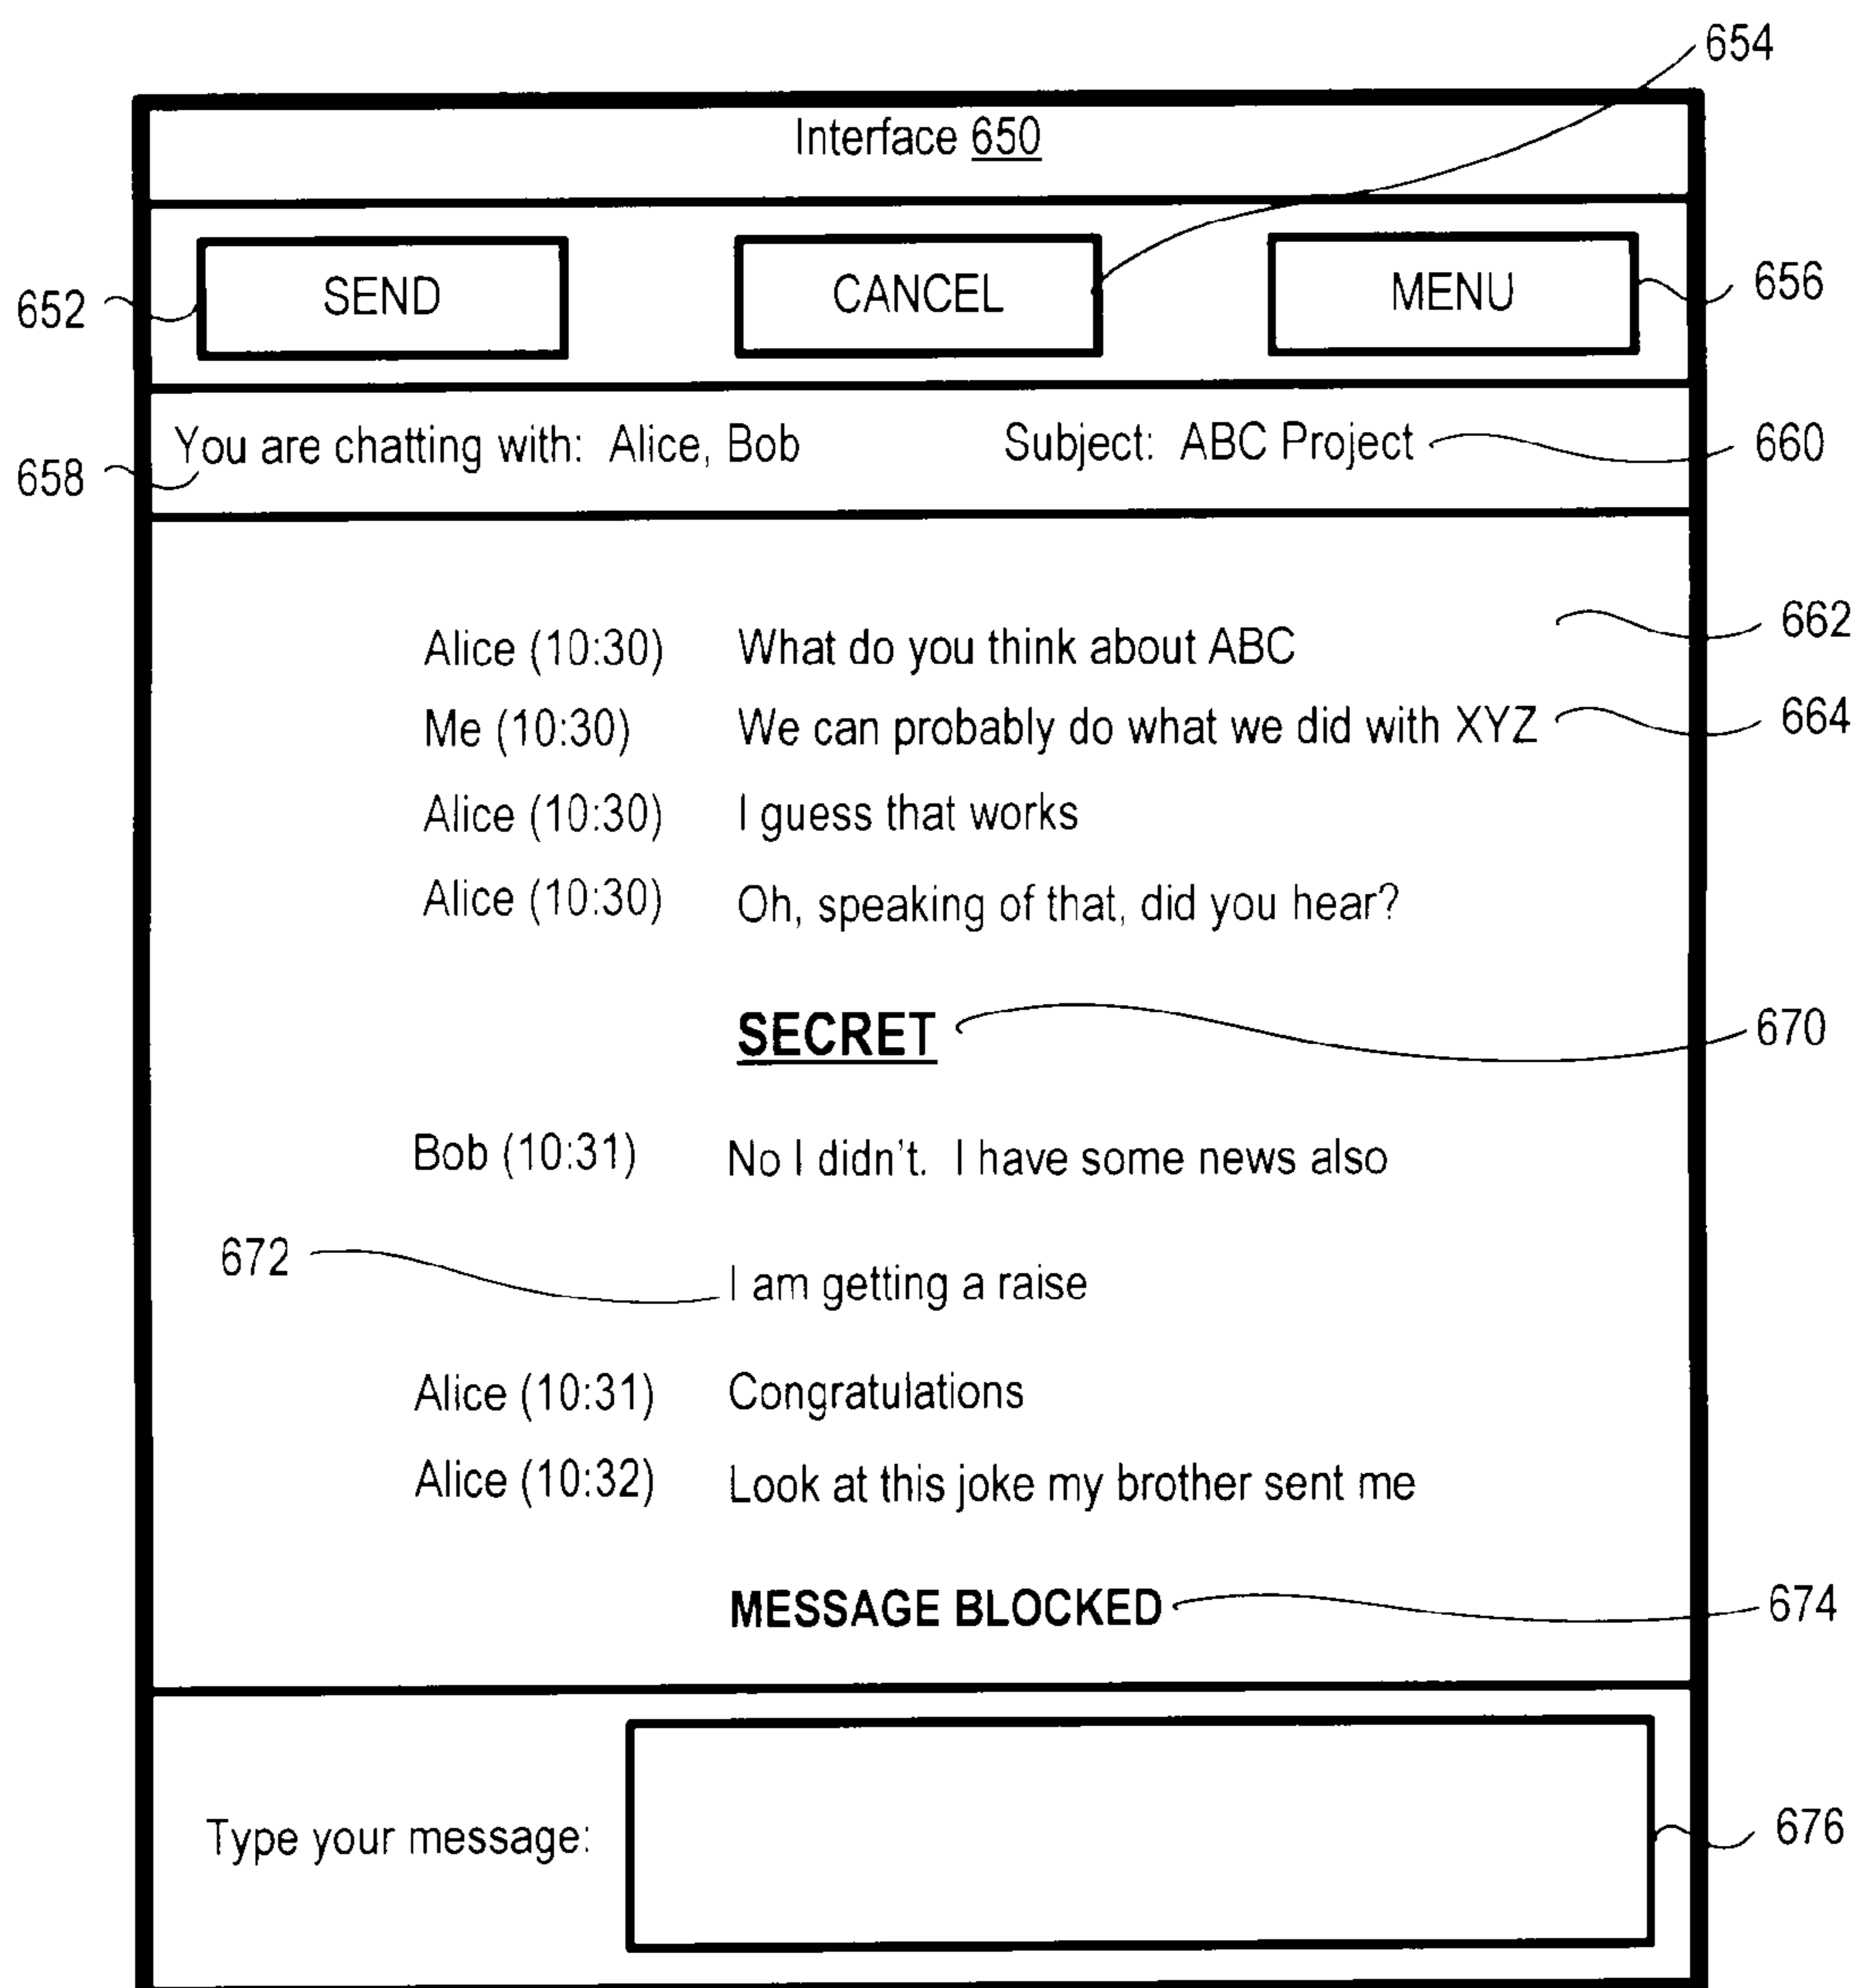 654
Interface 650
652 SEND CANCEL MENU 656
You are chatting with: Alice, Bob Subject: ABC Project 660
658
662
Alice (10:30) What do you think about ABC
Me (10:30) We can probably do what we did with XYZ 664
Alice (10:30) I guess that works
Alice (10:30) Oh, speaking of that, did you hear?
SECRET 670
Bob (10:31) No I didn't. I have some news also
672
I am getting a raise
Alice (10:31) Congratulations
Alice (10:32) Look at this joke my brother sent me
MESSAGE BLOCKED 674
Type your message: 676